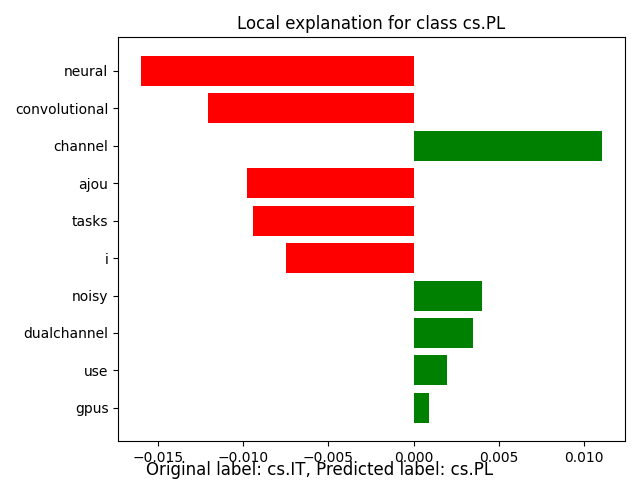 Local explanation for class cs.PL
neural
convolutional
channel
ajou
tasks
i
noisy
dualchannel
use
gpus
−0.015 −0.010 −0.005 0.000 0.005 0.010
Original label: cs.IT, Predicted label: cs.PL